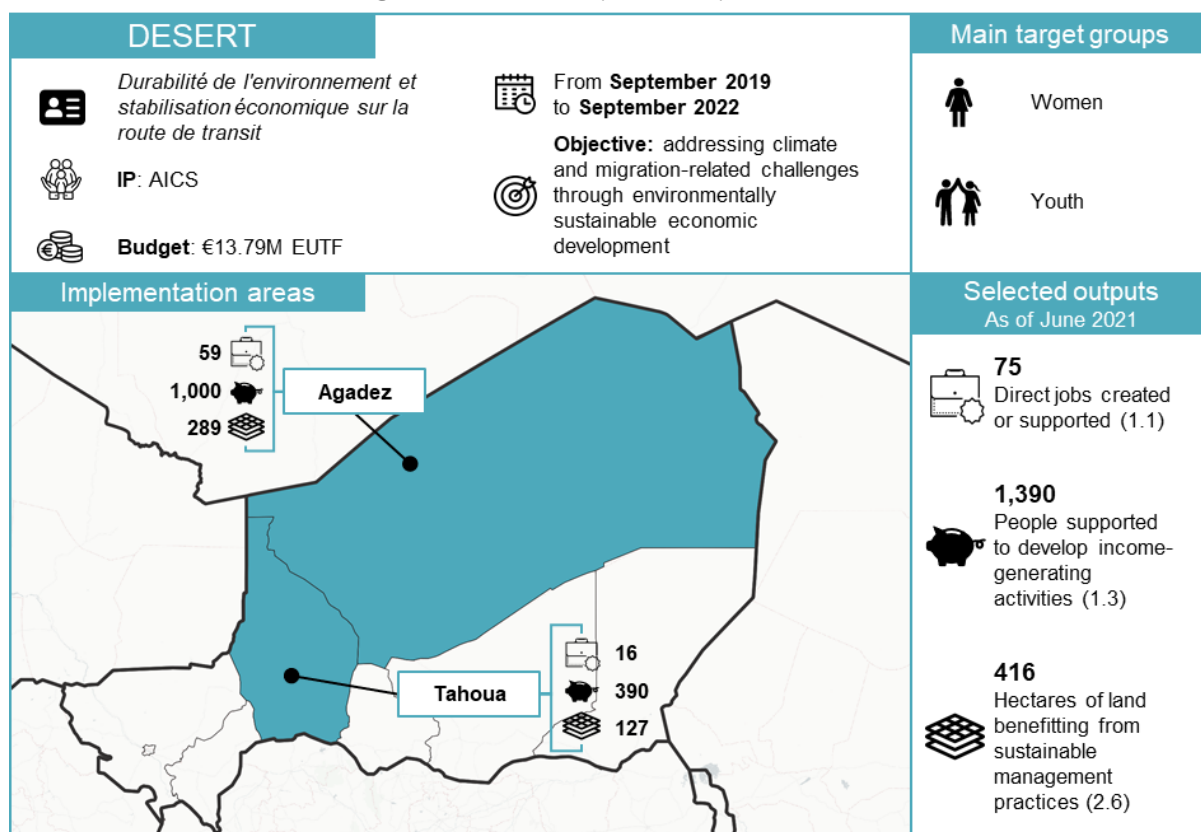 DESERT
Durabilité de l'environnement et
stabilisation économique sur la
route de transit
IP: AICS
Budget: €13.79M EUTF
From September 2019
to September 2022
Objective: addressing climate
and migration-related challenges
through environmentally
sustainable economic
development
Main target groups
Women
Youth
Implementation areas
59
1,000
289
Agadez
Tahoua
16
390
127
Selected outputs
As of June 2021
75
Direct jobs created
or supported (1.1)
1,390
People supported
to develop income-
generating
activities (1.3)
416
Hectares of land
benefitting from
sustainable
management
practices (2.6)